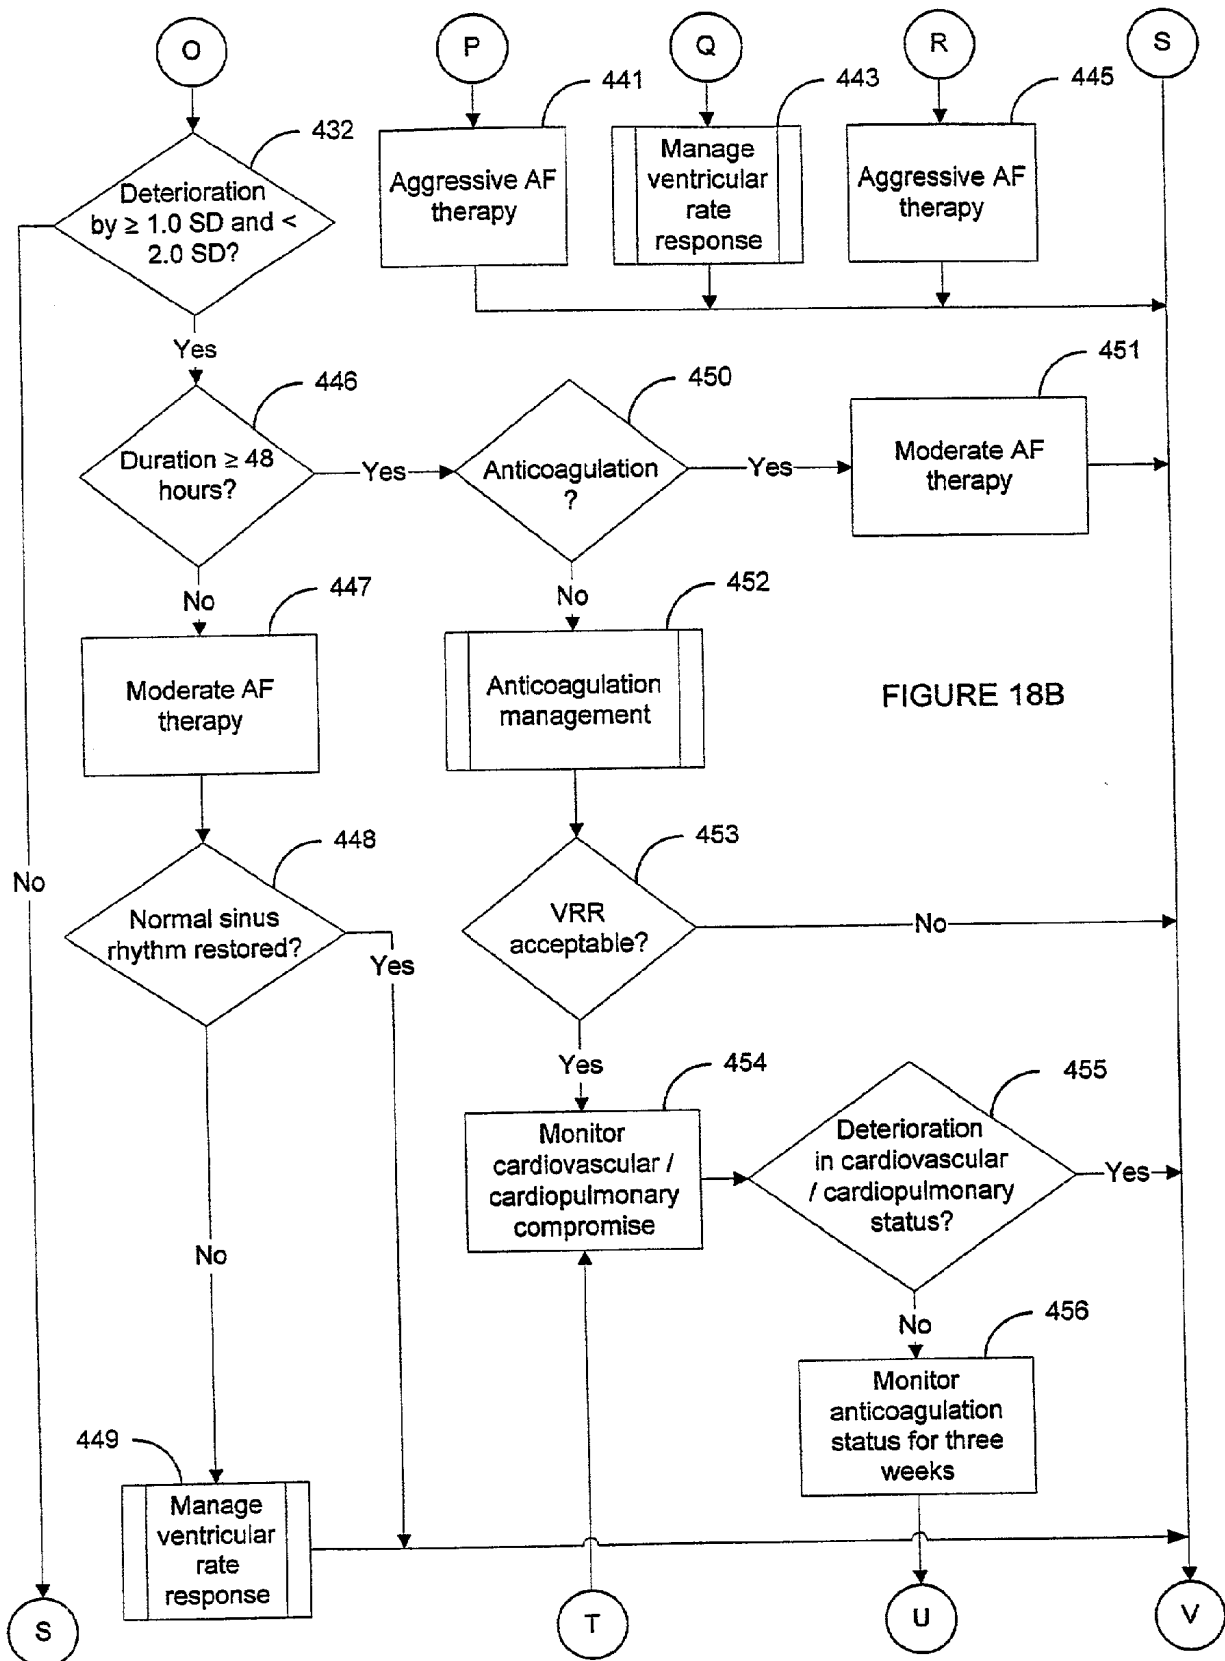 O
P
Q
R
S
441
443
445
432
Deterioration
by ≥ 1.0 SD and <
2.0 SD?
Aggressive AF
therapy
Manage
ventricular
rate
response
Aggressive AF
therapy
Yes
446
450
451
Duration ≥ 48
hours?
Yes
Anticoagulation
?
Yes
Moderate AF
therapy
No
447
No
452
Moderate AF
therapy
Anticoagulation
management
FIGURE 18B
448
453
No
Normal sinus
rhythm restored?
Yes
VRR
acceptable?
No
Yes
454
455
Monitor
cardiovascular /
cardiopulmonary
compromise
Deterioration
in cardiovascular
/ cardiopulmonary
status?
Yes
No
No
456
Monitor
anticoagulation
status for three
weeks
449
Manage
ventricular
rate
response
S
T
U
V